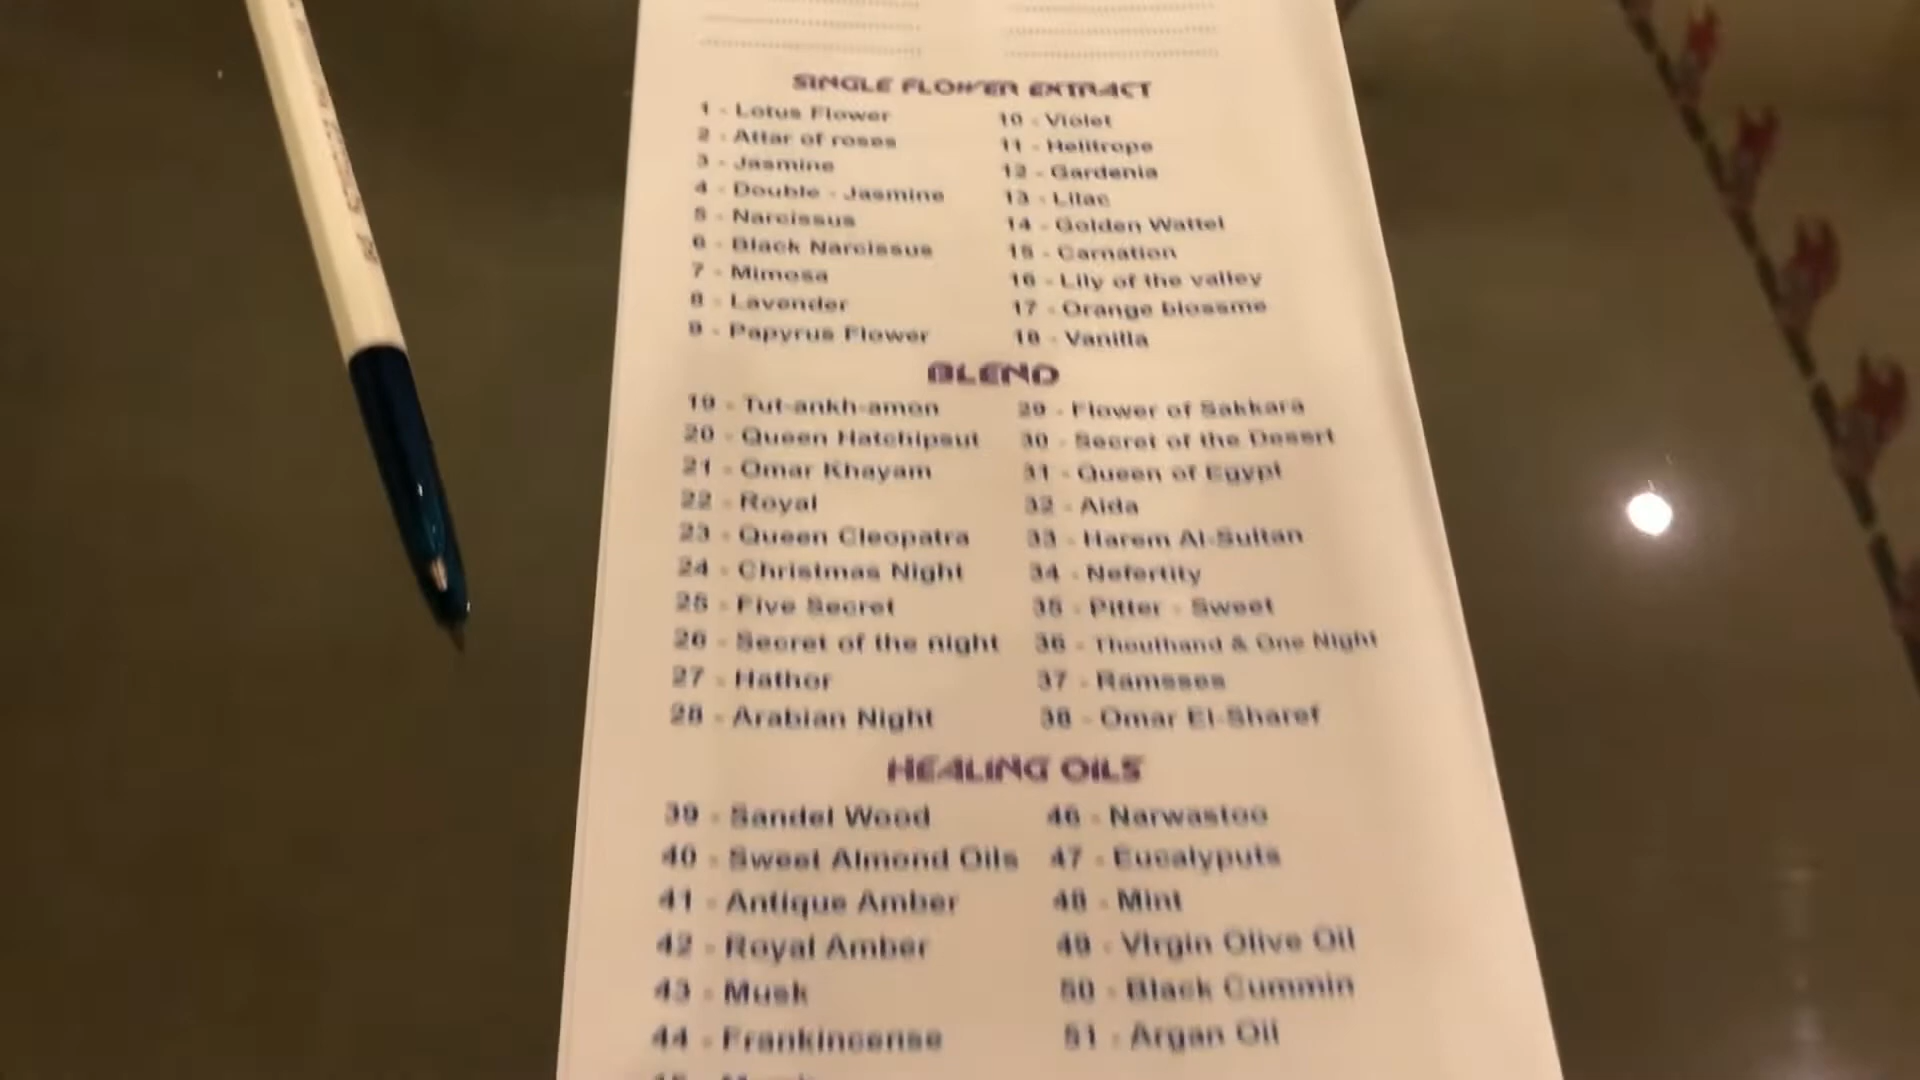 SINGLE FLOWER EXTRACT
1 - Lotus Flower
2 - Attar of roses
3 - Jasmine
4 - Double - Jasmine
5 - Narcissus
6 - Black Narcissus
7 - Mimosa
8 - Lavender
9 - Papyrus Flower
10 - Violet
11 - Helitrope
12 - Gardenia
13 - Lilac
14 - Golden Wattel
15 - Carnation
16 - Lily of the valley
17 - Orange blossme
18 - Vanilla
BLEND
19 - Tut-ankh-amon
20 - Queen Hatchipsut
21 - Omar Khayam
22 - Royal
23 - Queen Cleopatra
24 - Christmas Night
25 - Five Secret
26 - Secret of the night
27 - Hathor
28 - Arabian Night
29 - Flower of Sakkara
30 - Secret of the Desert
31 - Queen of Egypt
32 - Aida
33 - Harem Al-Sultan
34 - Nefertity
35 - Pitter - Sweet
36 - Thouthand & One Night
37 - Ramsses
38 - Omar El-Sharef
HEALING OILS
39 - Sandel Wood
40 - Sweet Almond Oils
41 - Antique Amber
42 - Royal Amber
43 - Musk
44 - Frankincense
46 - Narwastoo
47 - Eucalyputs
48 - Mint
49 - Virgin Olive Oil
50 - Black Cummin
51 - Argan Oil